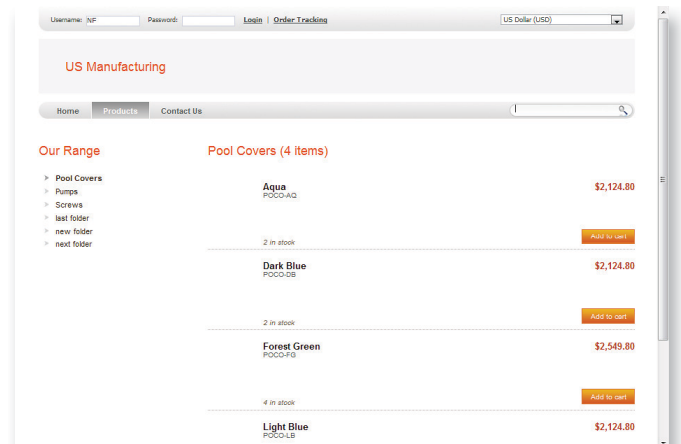 Username: NF Password: Login | Order Tracking US Dollar (USD)
US Manufacturing
Home Products Contact Us
Our Range
Pool Covers
Pumps
Screws
last folder
new folder
next folder
Pool Covers (4 items)
Aqua $2,124.80
POCO-AQ
Add to cart
2 in stock
Dark Blue $2,124.80
POCO-DB
Add to cart
2 in stock
Forest Green $2,549.80
POCO-FG
Add to cart
4 in stock
Light Blue $2,124.80
POCO-LB